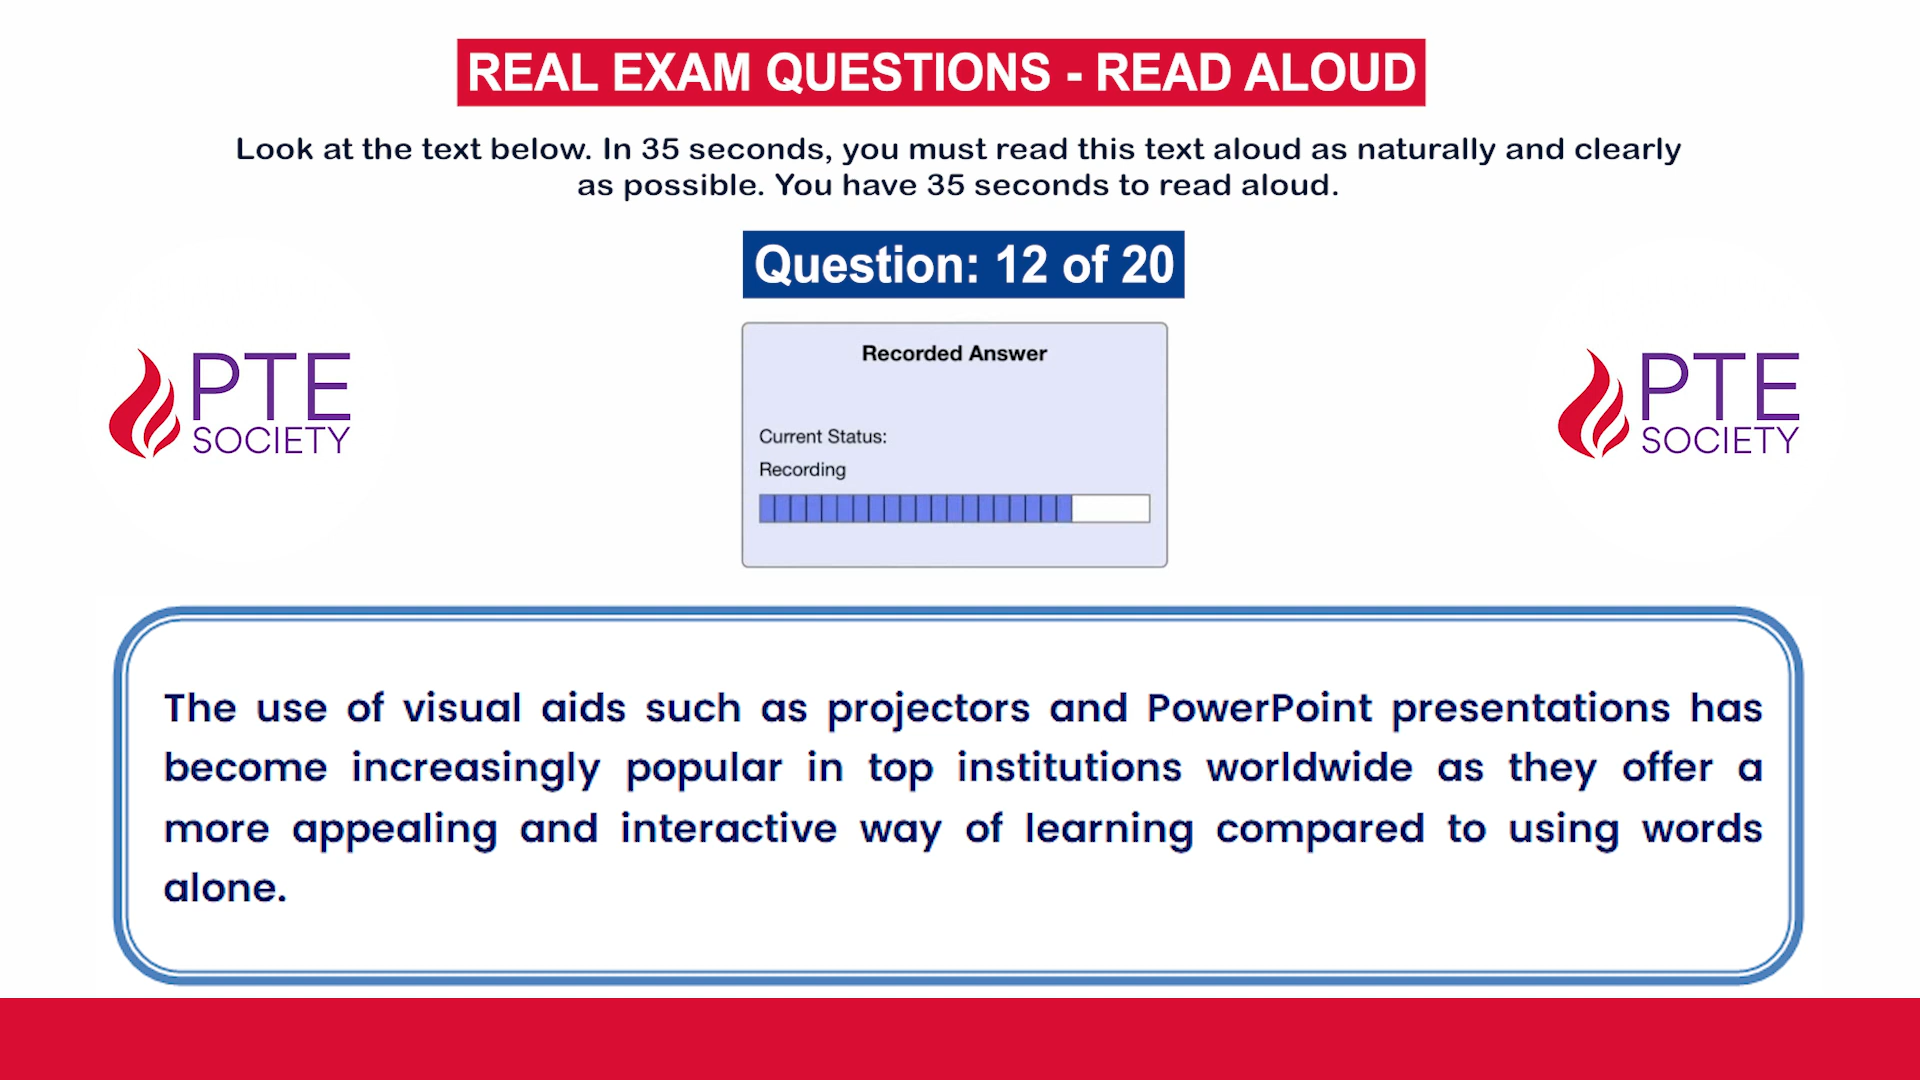 REAL EXAM QUESTIONS - READ ALOUD
Look at the text below. In 35 seconds, you must read this text aloud as naturally and clearly
as possible. You have 35 seconds to read aloud.
Question: 12 of 20
Recorded Answer
PTE
SOCIETY
Current Status:
Recording
PTE
SOCIETY
The use of visual aids such as projectors and PowerPoint presentations has
become increasingly popular in top institutions worldwide as they offer a
more appealing and interactive way of learning compared to using words
alone.